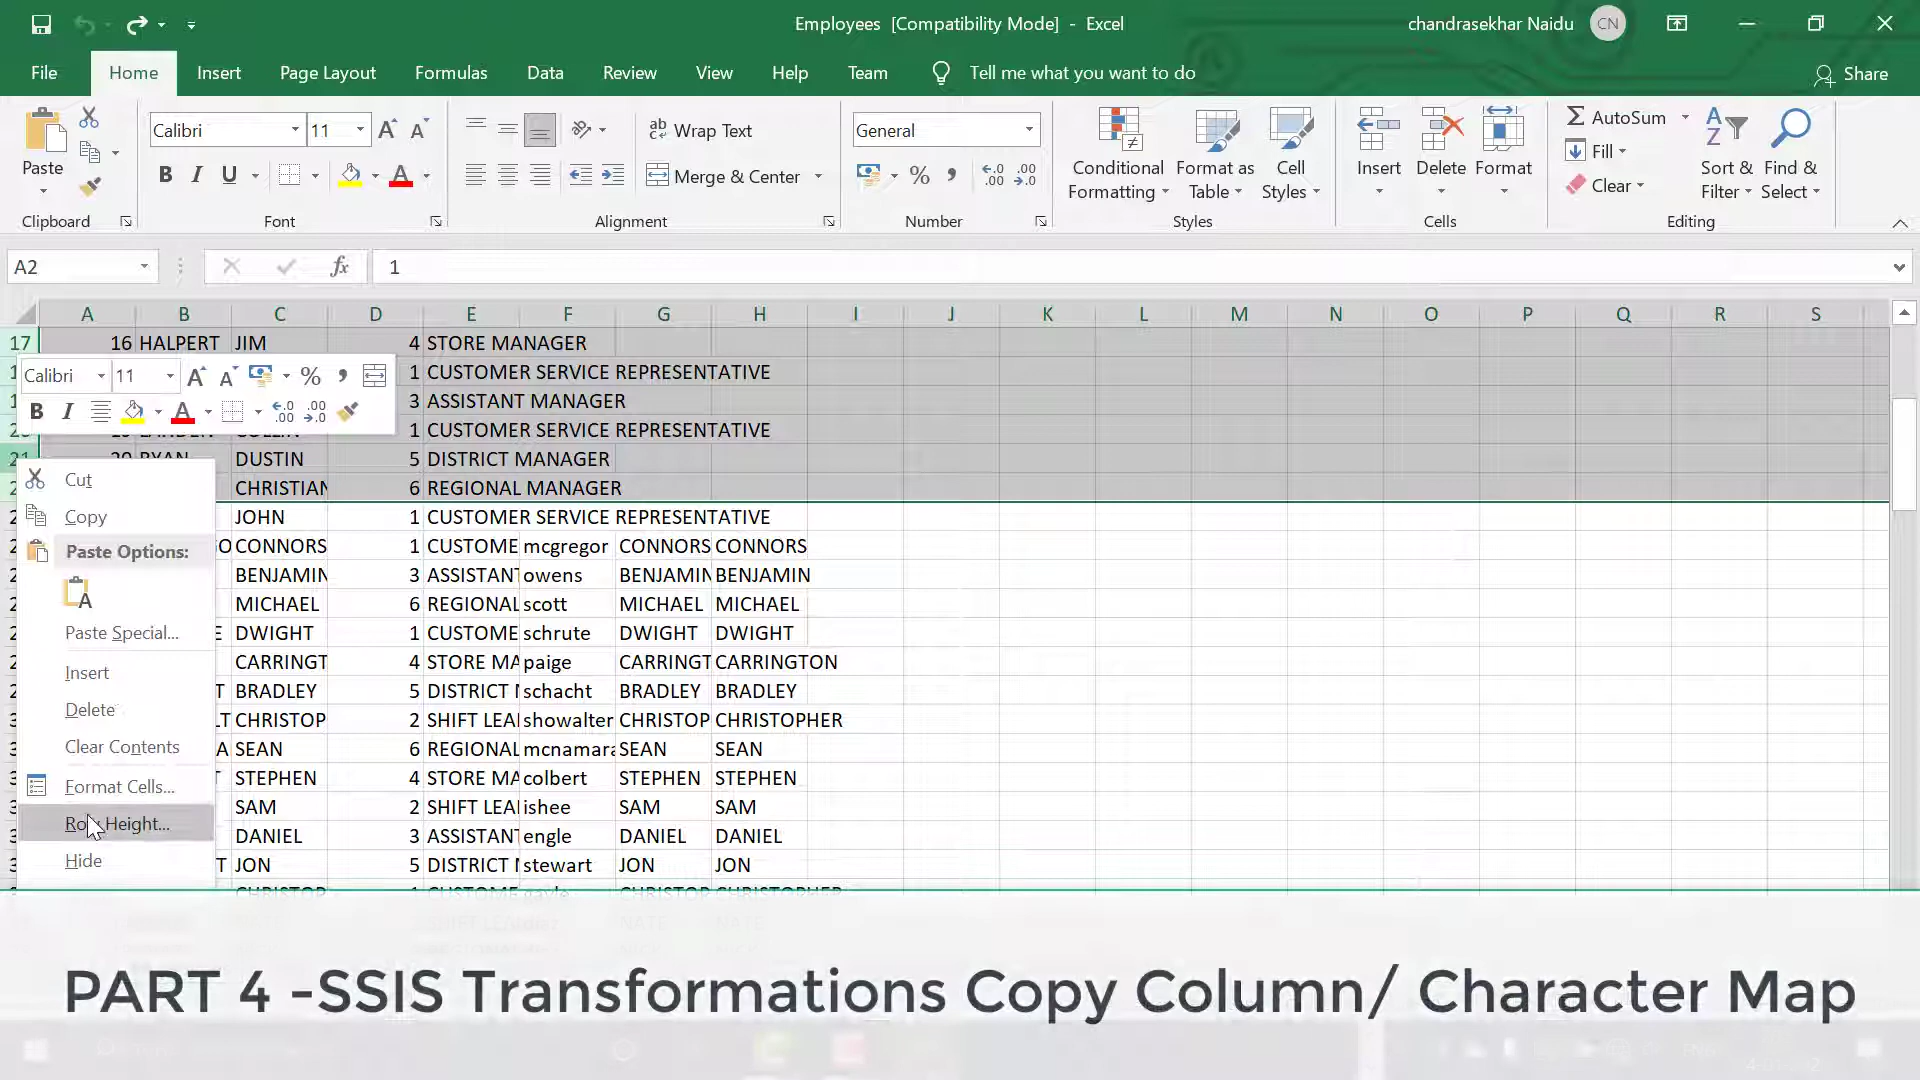 Employees [Compatibility Mode] - Excel
chandrasekhar Naidu CN
File Home Insert Page Layout Formulas Data Review View Help Team Tell me what you want to do Share
Paste
Calibri 11
Wrap Text
General
Conditional Formatting
Format as Table
Cell Styles
Insert
Delete
Format
AutoSum
Fill
Clear
Sort & Filter
Find & Select
B I U
Merge & Center
Clipboard Font Alignment Number Styles Cells Editing
A2 fx 1
A B C D E F G H I J K L M N O P Q R S
17 16 HALPERT JIM 4 STORE MANAGER
Calibri 11
B I
1 CUSTOMER SERVICE REPRESENTATIVE
3 ASSISTANT MANAGER
1 CUSTOMER SERVICE REPRESENTATIVE
DUSTIN 5 DISTRICT MANAGER
CHRISTIAN 6 REGIONAL MANAGER
JOHN 1 CUSTOMER SERVICE REPRESENTATIVE
CONNORS 1 CUSTOME mcgregor CONNORS CONNORS
BENJAMIN 3 ASSISTANT owens BENJAMIN BENJAMIN
MICHAEL 6 REGIONAL scott MICHAEL MICHAEL
DWIGHT 1 CUSTOME schrute DWIGHT DWIGHT
CARRINGT 4 STORE MA paige CARRINGT CARRINGTON
BRADLEY 5 DISTRICT schacht BRADLEY BRADLEY
CHRISTOP 2 SHIFT LEA showalter CHRISTOP CHRISTOPHER
SEAN 6 REGIONAL mcnamara SEAN SEAN
STEPHEN 4 STORE MA colbert STEPHEN STEPHEN
SAM 2 SHIFT LEA ishee SAM SAM
DANIEL 3 ASSISTANT engle DANIEL DANIEL
JON 5 DISTRICT stewart JON JON
Cut
Copy
Paste Options:
Paste Special...
Insert
Delete
Clear Contents
Format Cells...
Row Height...
Hide
PART 4 -SSIS Transformations Copy Column/ Character Map